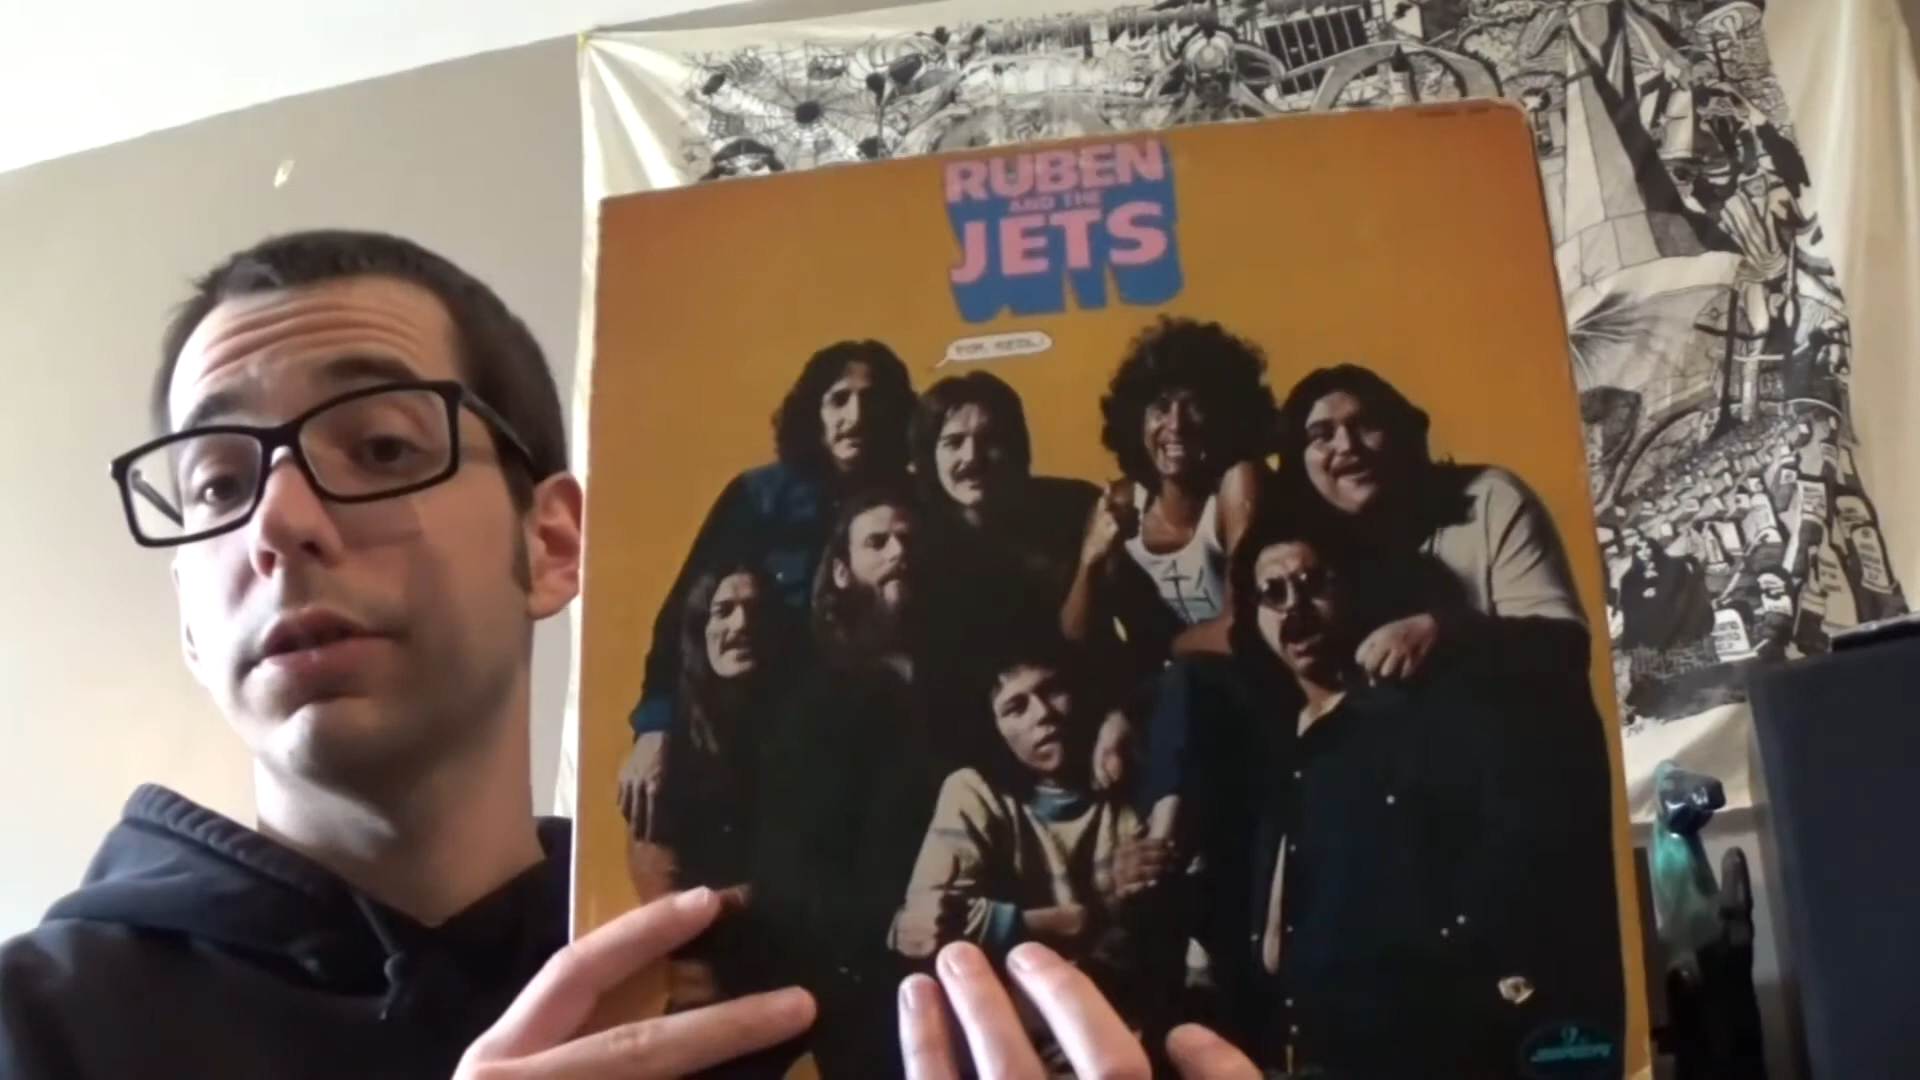 RUBEN
AND THE
JETS
FOR REAL!